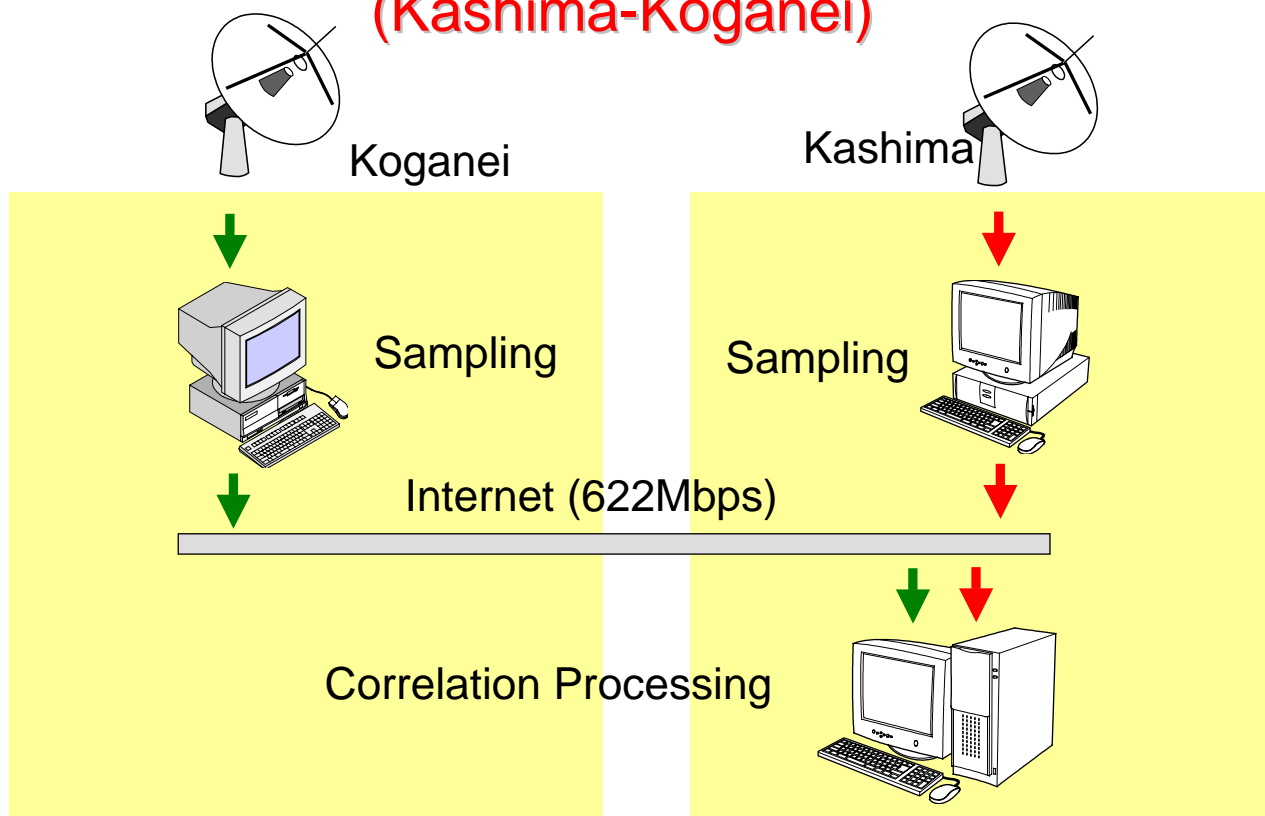 (Kashima-Koganei)
Koganei
Kashima
Sampling
Sampling
Internet (622Mbps)
Correlation Processing